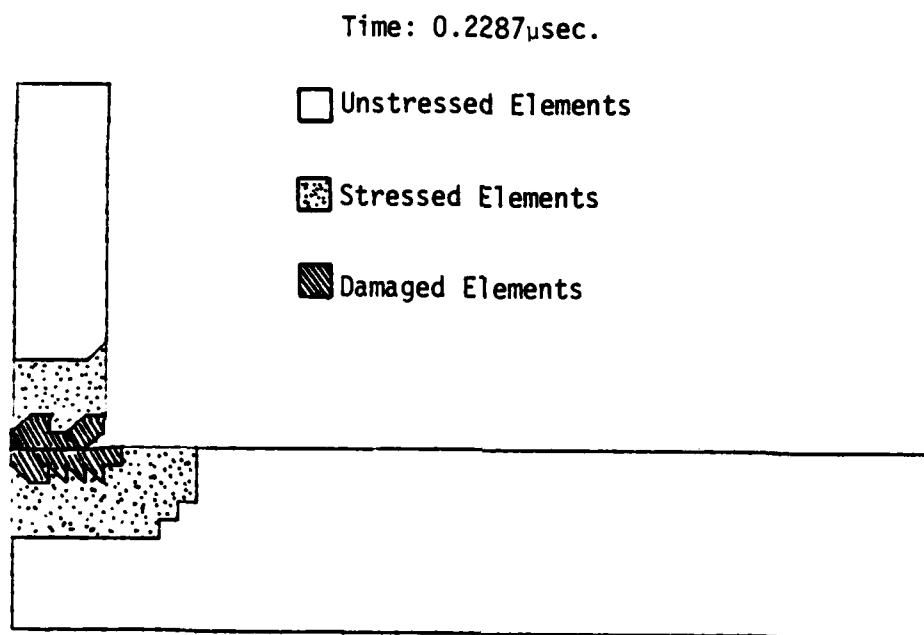 Time: 0.2287μsec.
Unstressed Elements
Stressed Elements
Damaged Elements